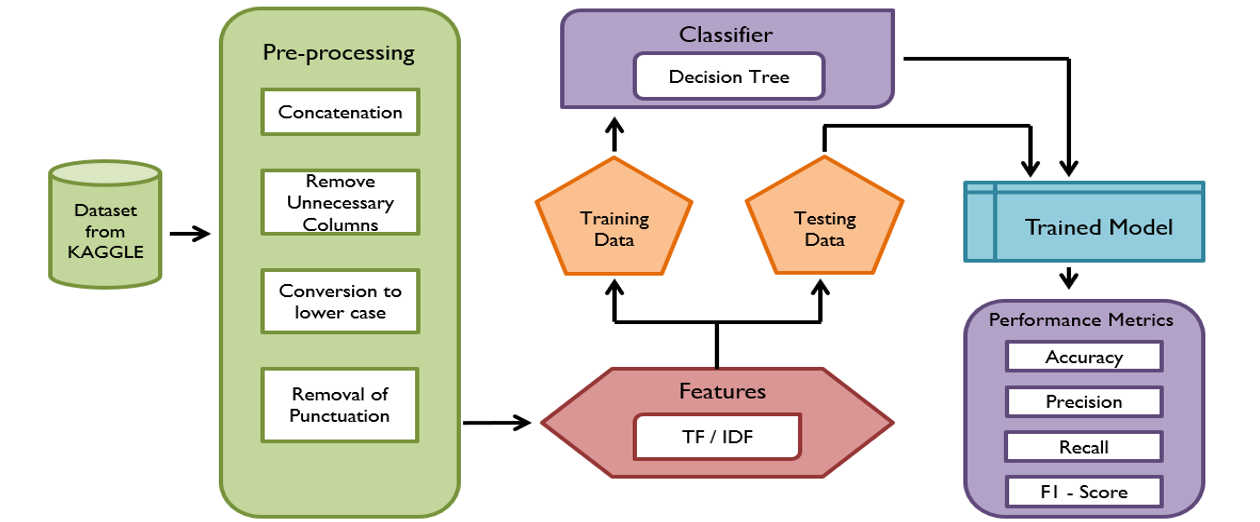 Dataset
from
KAGGLE
Pre-processing
Concatenation
Remove
Unnecessary
Columns
Conversion to
lower case
Removal of
Punctuation
Features
TF / IDF
Training
Data
Testing
Data
Classifier
Decision Tree
Trained Model
Performance Metrics
Accuracy
Precision
Recall
F1 - Score